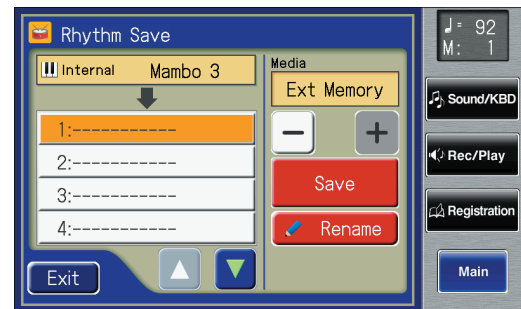 Rhythm Save
Internal Mambo 3
1:-----------
2:-----------
3:-----------
4:-----------
Exit
Media
Ext Memory
Save
Rename
♩= 92
M: 1
Sound/KBD
Rec/Play
Registration
Main